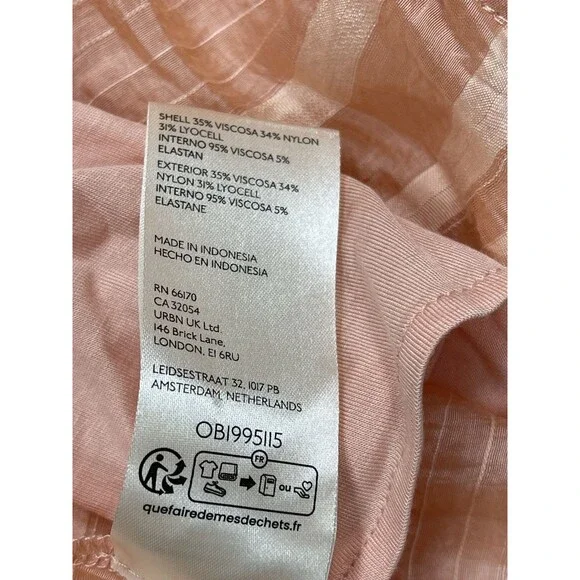 SHELL 35% VISCOSA 34% NYLON
31% LYOCELL
INTERNO 95% VISCOSA 5%
ELASTAN
EXTERIOR 35% VISCOSA 34%
NYLON 31% LYOCELL
INTERNO 95% VISCOSA 5%
ELASTANE
MADE IN INDONESIA
HECHO EN INDONESIA
RN 66170
CA 32054
URBN UK Ltd.
146 Brick Lane,
LONDON. E1 6RU
LEIDSESTRAAT 32, 1017 PB
AMSTERDAM, NETHERLANDS
OB1995115
FR
ou
quefairedemesdechets.fr